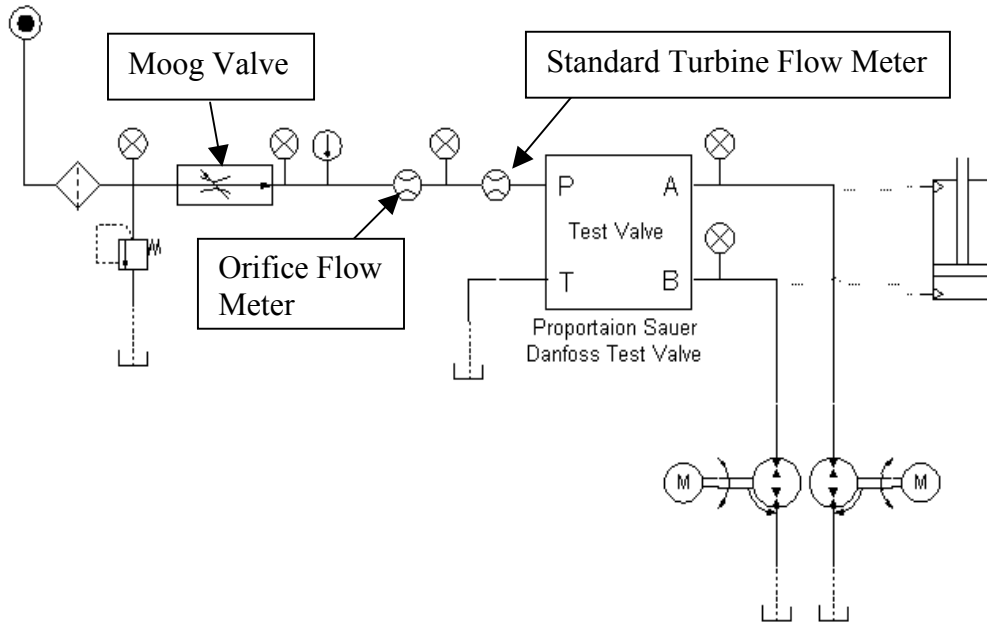 Moog Valve
Standard Turbine Flow Meter
P
A
Test Valve
Orifice Flow
Meter
T
B
Proportaion Sauer
Danfoss Test Valve
M
M